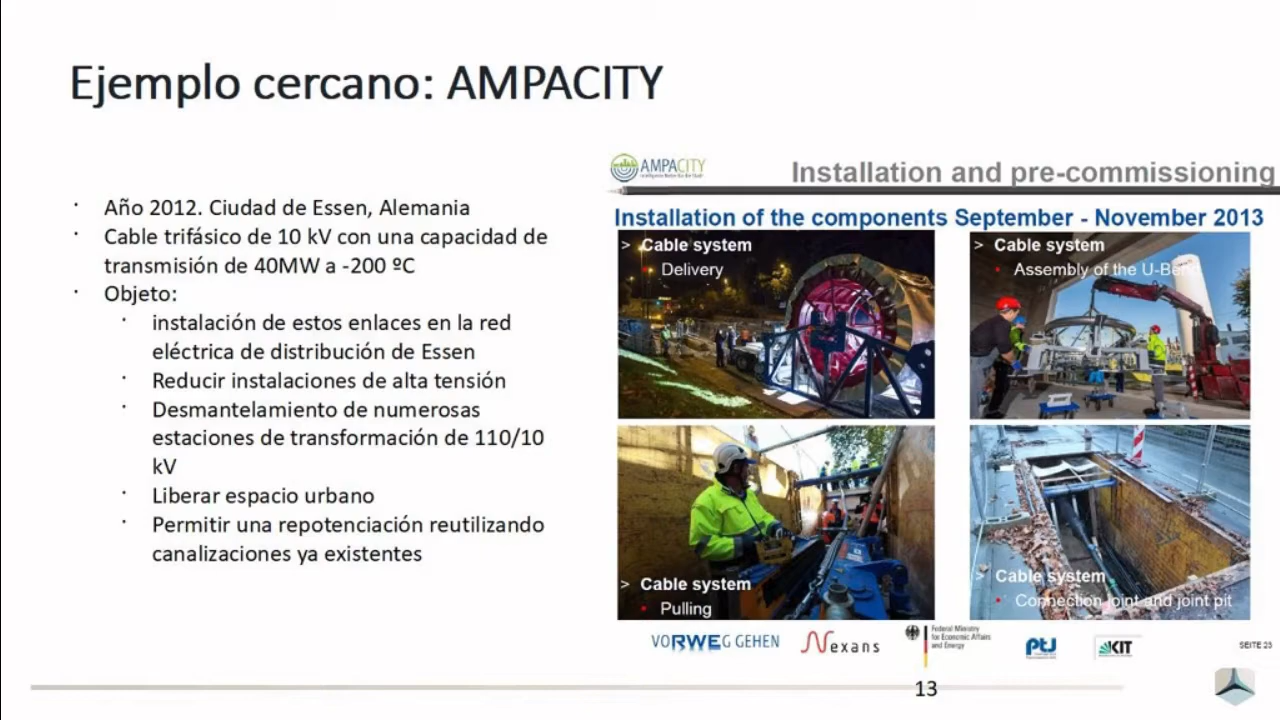 Ejemplo cercano: AMPACITY
Año 2012. Ciudad de Essen, Alemania
Cable trifásico de 10 kV con una capacidad de
transmisión de 40MW a -200 ºC
Objeto:
instalación de estos enlaces en la red
eléctrica de distribución de Essen
Reducir instalaciones de alta tensión
Desmantelamiento de numerosas
estaciones de transformación de 110/10
kV
Liberar espacio urbano
Permitir una repotenciación reutilizando
canalizaciones ya existentes
AMPACITY
Installation and pre-commissioning
Installation of the components September - November 2013
> Cable system
Delivery
> Cable system
Assembly of the U-Bend
> Cable system
Pulling
> Cable system
Connection joint and joint pit
VORWEG GEHEN
Nexans
Federal Ministry
for Economic Affairs
and Energy
PtJ
KIT
SEITE 23
13